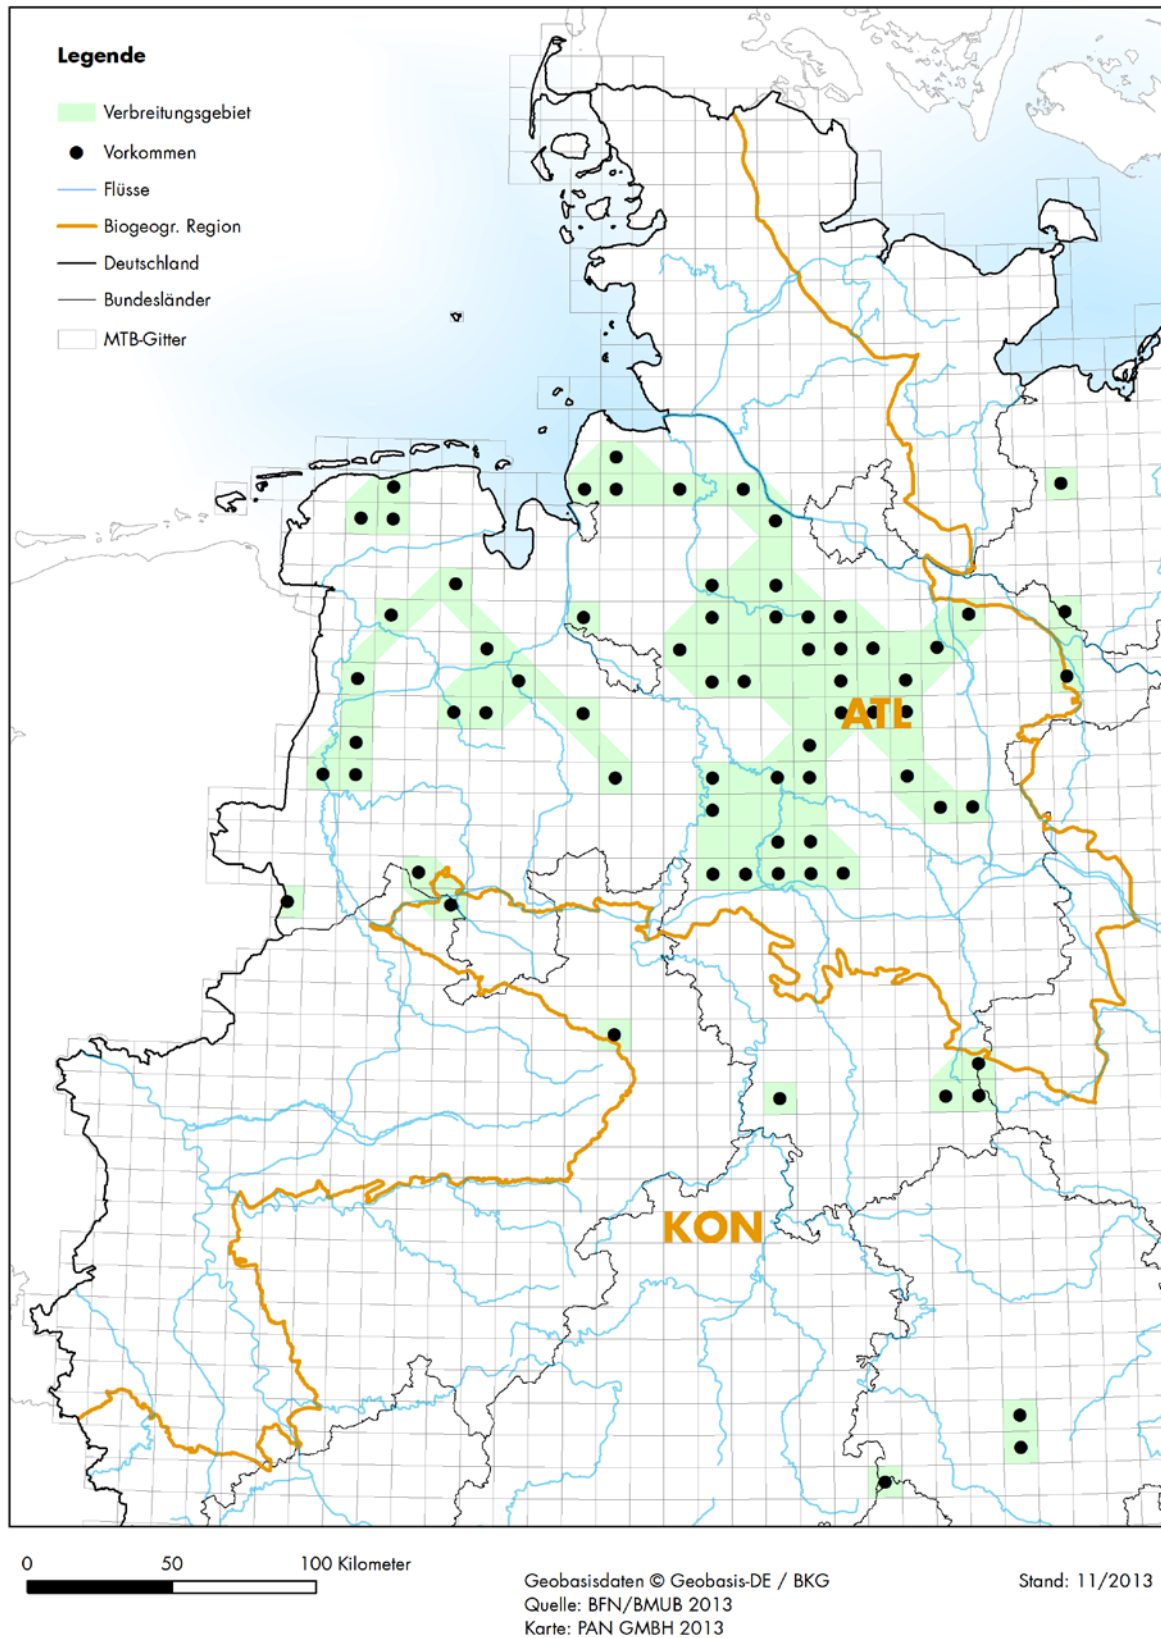 Legende
Verbreitungsgebiet
Vorkommen
Flüsse
Biogeogr. Region
Deutschland
Bundesländer
MTB-Gitter
ATL
KON
0 50 100 Kilometer
Geobasisdaten © Geobasis-DE / BKG
Quelle: BFN/BMUB 2013
Karte: PAN GMBH 2013
Stand: 11/2013